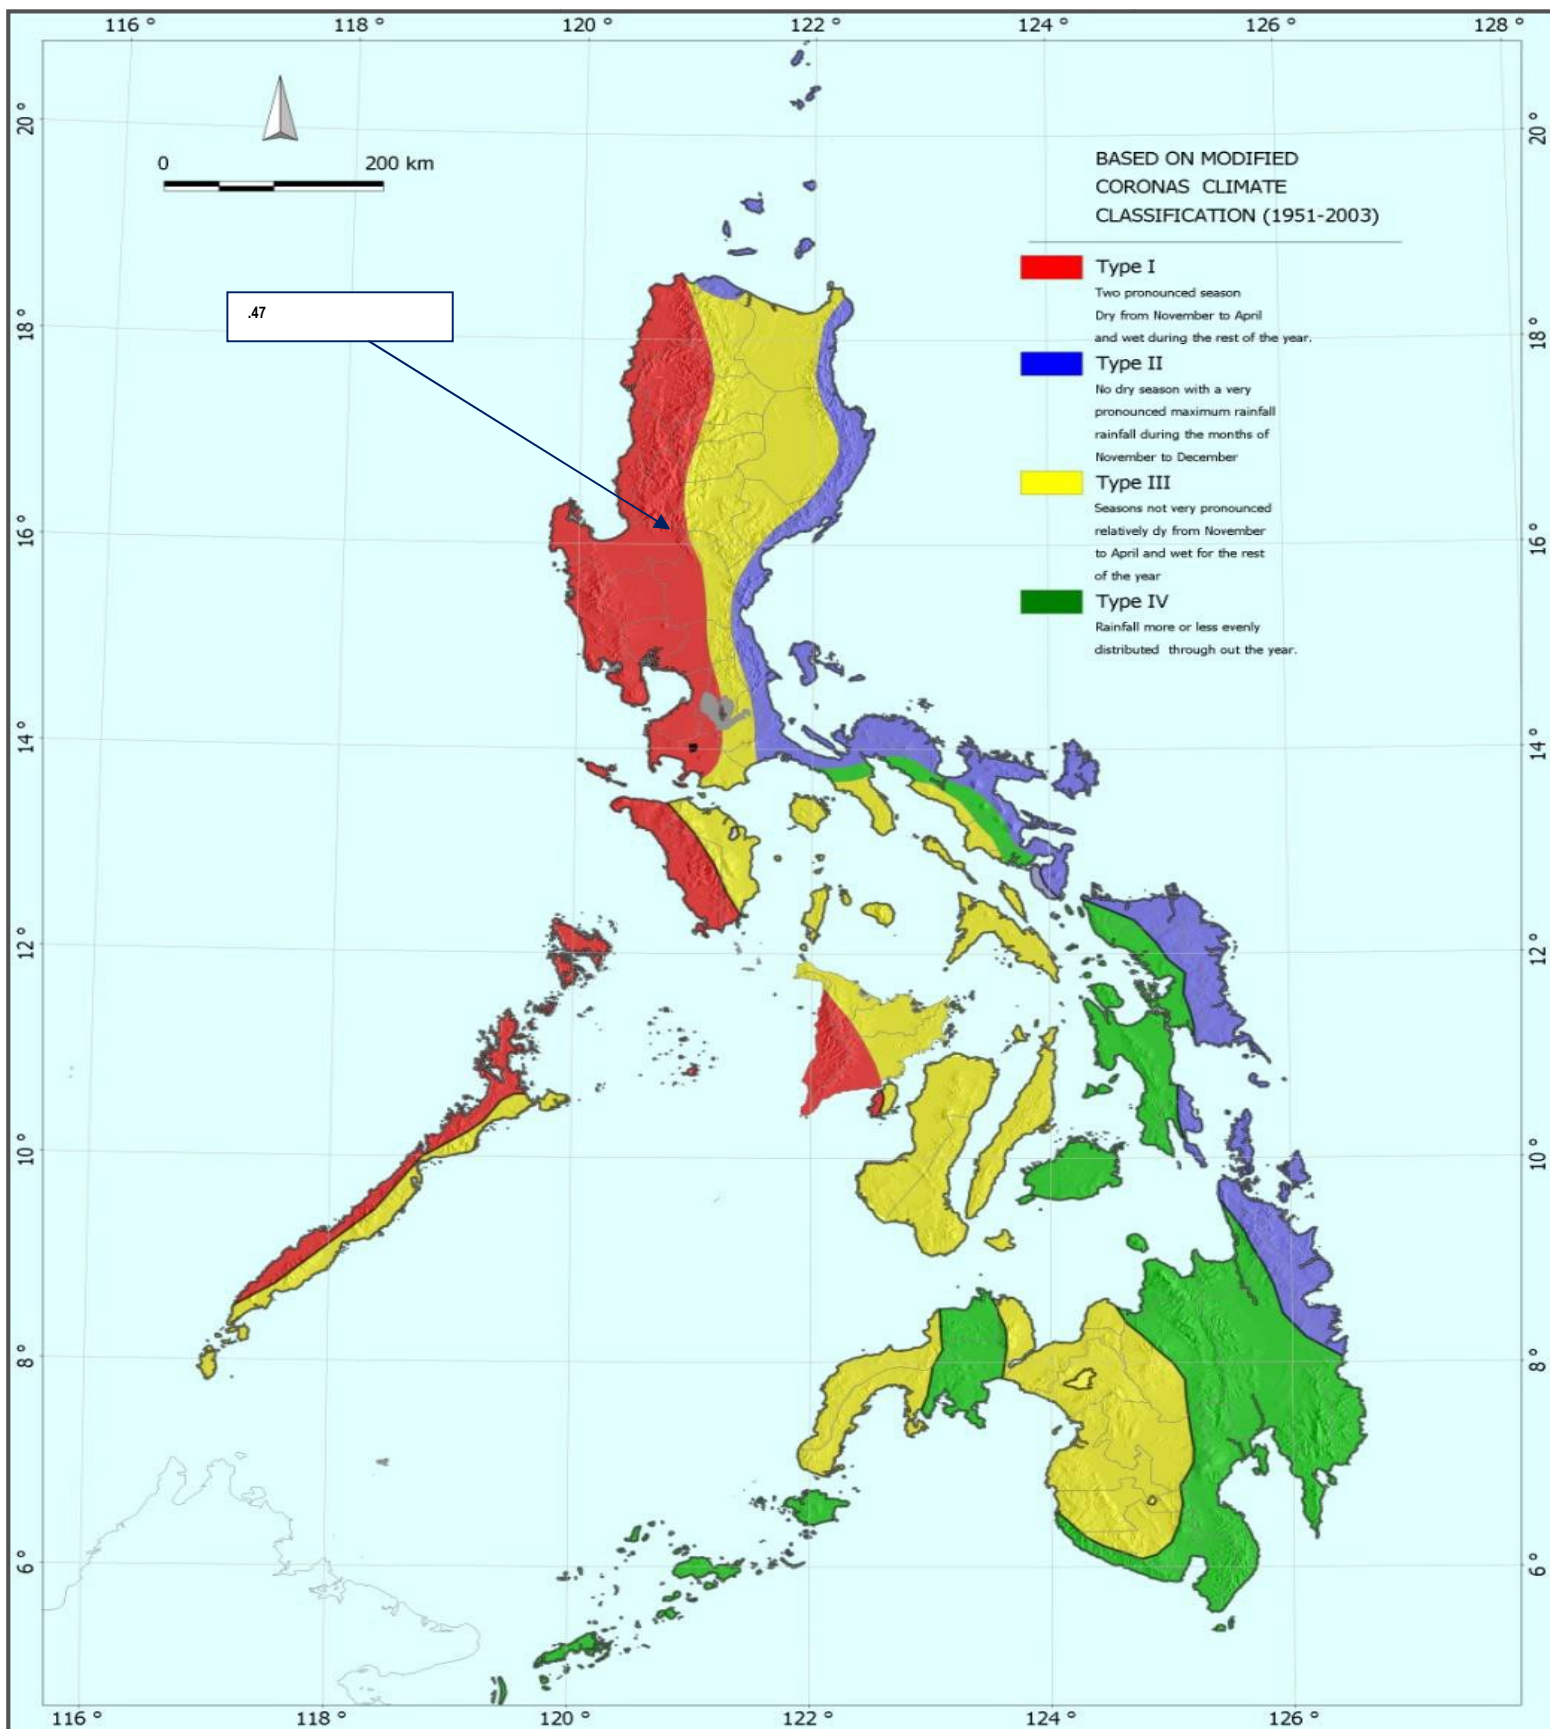 116 ° 118 ° 120 ° 122 ° 124 ° 126 ° 128 °
20 ° 20 °
0 200 km
BASED ON MODIFIED
CORONAS CLIMATE
CLASSIFICATION (1951-2003)
Type I
Two pronounced season
Dry from November to April
and wet during the rest of the year.
.47
18 ° 18 °
Type II
No dry season with a very
pronounced maximum rainfall
rainfall during the months of
November to December
Type III
Seasons not very pronounced
relatively dy from November
to April and wet for the rest
of the year
16 ° 16 °
Type IV
Rainfall more or less evenly
distributed through out the year.
14 ° 14 °
12 ° 12 °
10 ° 10 °
8 ° 8 °
6 ° 6 °
116 ° 118 ° 120 ° 122 ° 124 ° 126 °